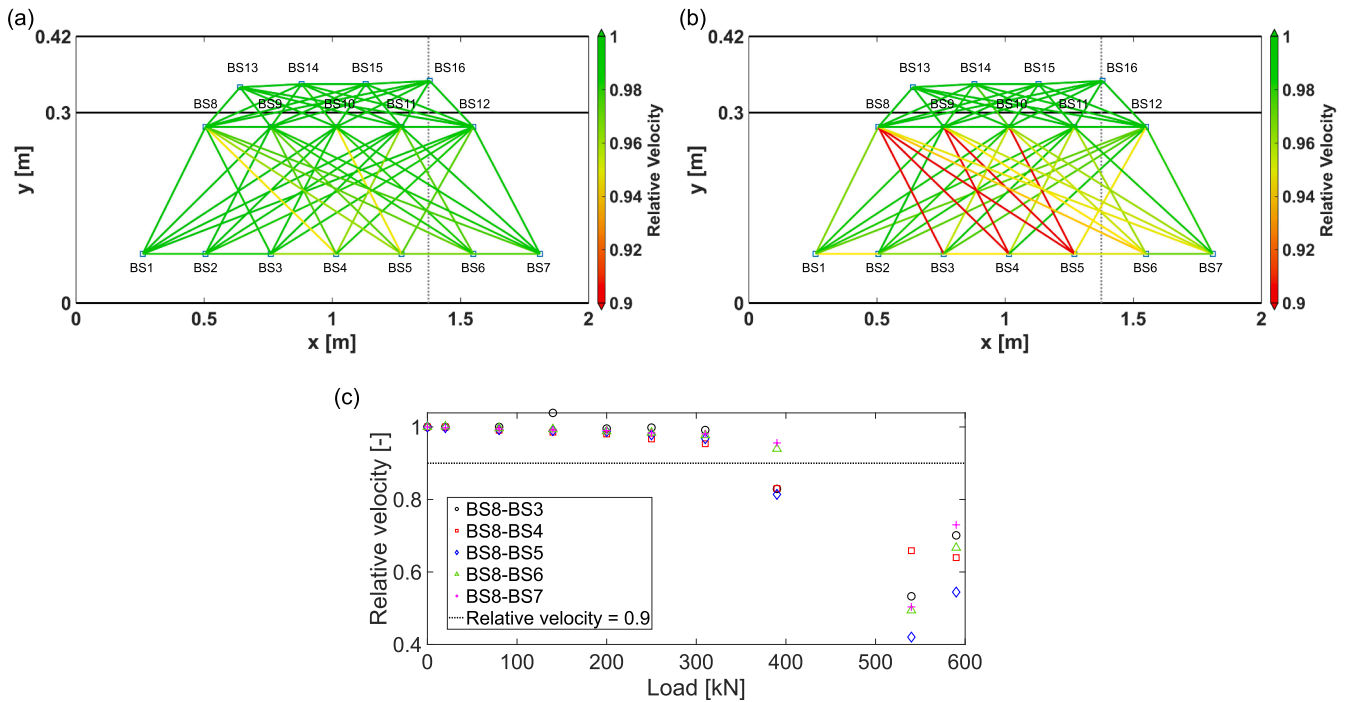 (a)
0.42
0.3
0
y [m]
BS13 BS14 BS15 BS16
BS8 BS9 BS10 BS11 BS12
BS1 BS2 BS3 BS4 BS5 BS6 BS7
0 0.5 1 1.5 2
x [m]
1
0.98
0.96
0.94
0.92
0.9
Relative Velocity
(b)
0.42
0.3
0
y [m]
BS13 BS14 BS15 BS16
BS8 BS9 BS10 BS11 BS12
BS1 BS2 BS3 BS4 BS5 BS6 BS7
0 0.5 1 1.5 2
x [m]
1
0.98
0.96
0.94
0.92
0.9
Relative Velocity
(c)
1
0.8
0.6
0.4
Relative velocity [-]
BS8-BS3
BS8-BS4
BS8-BS5
BS8-BS6
BS8-BS7
Relative velocity = 0.9
0 100 200 300 400 500 600
Load [kN]